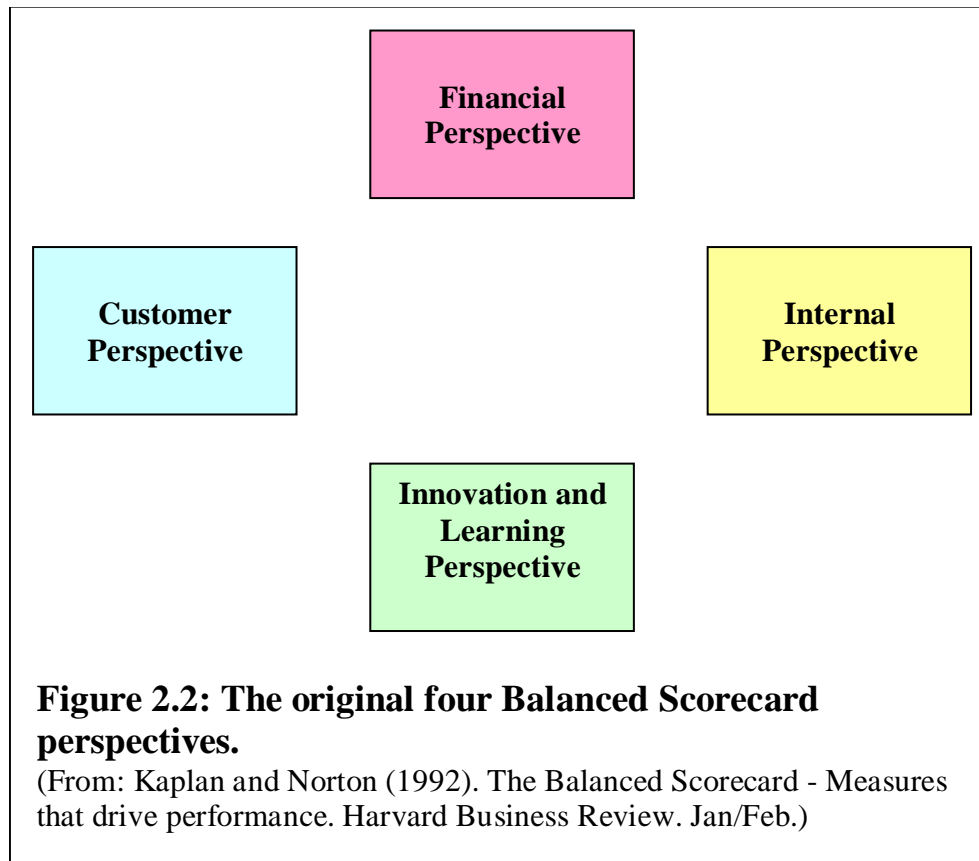 Financial
Perspective
Customer
Perspective
Internal
Perspective
Innovation and
Learning
Perspective
Figure 2.2: The original four Balanced Scorecard
perspectives.
(From: Kaplan and Norton (1992). The Balanced Scorecard - Measures
that drive performance. Harvard Business Review. Jan/Feb.)